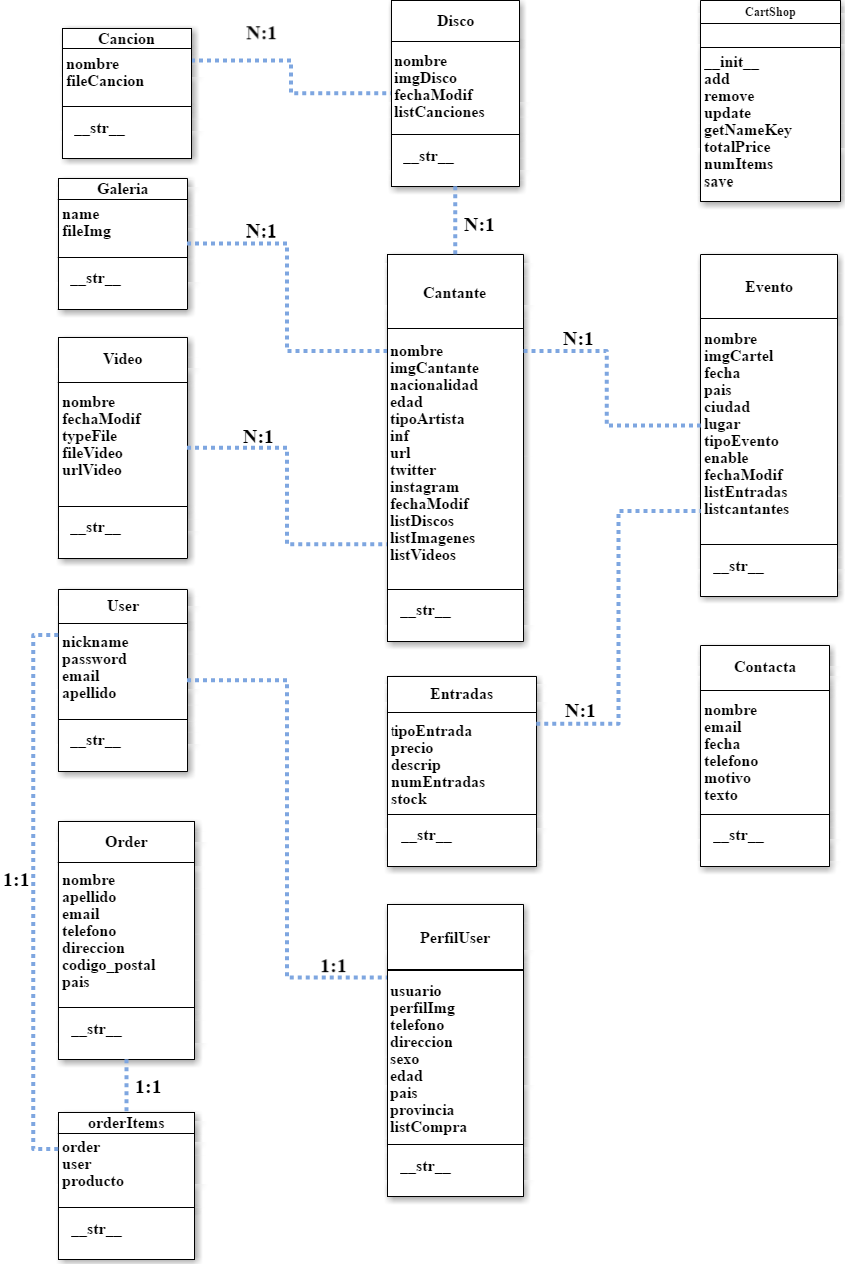 Cancion
nombre
fileCancion
__str__
N:1
Disco
nombre
imgDisco
fechaModif
listCanciones
__str__
CartShop
__init__
add
remove
update
getNameKey
totalPrice
numItems
save
Galeria
name
fileImg
__str__
N:1
N:1
Video
nombre
fechaModif
typeFile
fileVideo
urlVideo
__str__
N:1
Cantante
nombre
imgCantante
nacionalidad
edad
tipoArtista
inf
url
twitter
instagram
fechaModif
listDiscos
listImagenes
listVideos
__str__
N:1
Evento
nombre
imgCartel
fecha
pais
ciudad
lugar
tipoEvento
enable
fechaModif
listEntradas
listcantantes
__str__
User
nickname
password
email
apellido
__str__
Entradas
tipoEntrada
precio
descrip
numEntradas
stock
__str__
N:1
Contacta
nombre
email
fecha
telefono
motivo
texto
__str__
Order
nombre
apellido
email
telefono
direccion
codigo_postal
pais
__str__
1:1
1:1
PerfilUser
usuario
perfilImg
telefono
direccion
sexo
edad
pais
provincia
listCompra
__str__
1:1
orderItems
order
user
producto
__str__